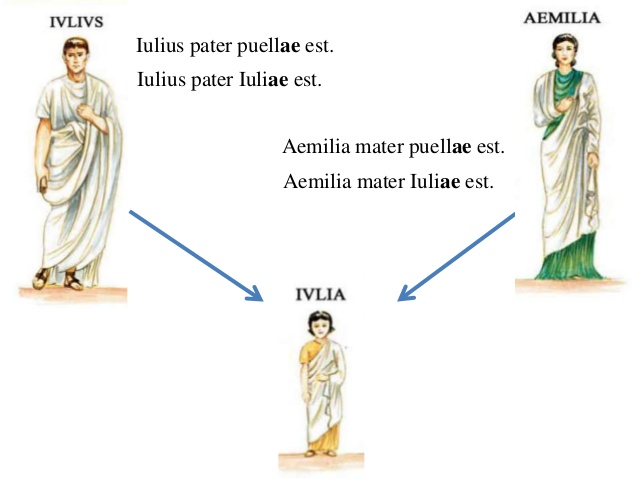 IVLIVS
AEMILIA
Iulius pater puellae est.
Iulius pater Iuliae est.
Aemilia mater puellae est.
Aemilia mater Iuliae est.
IVLIA